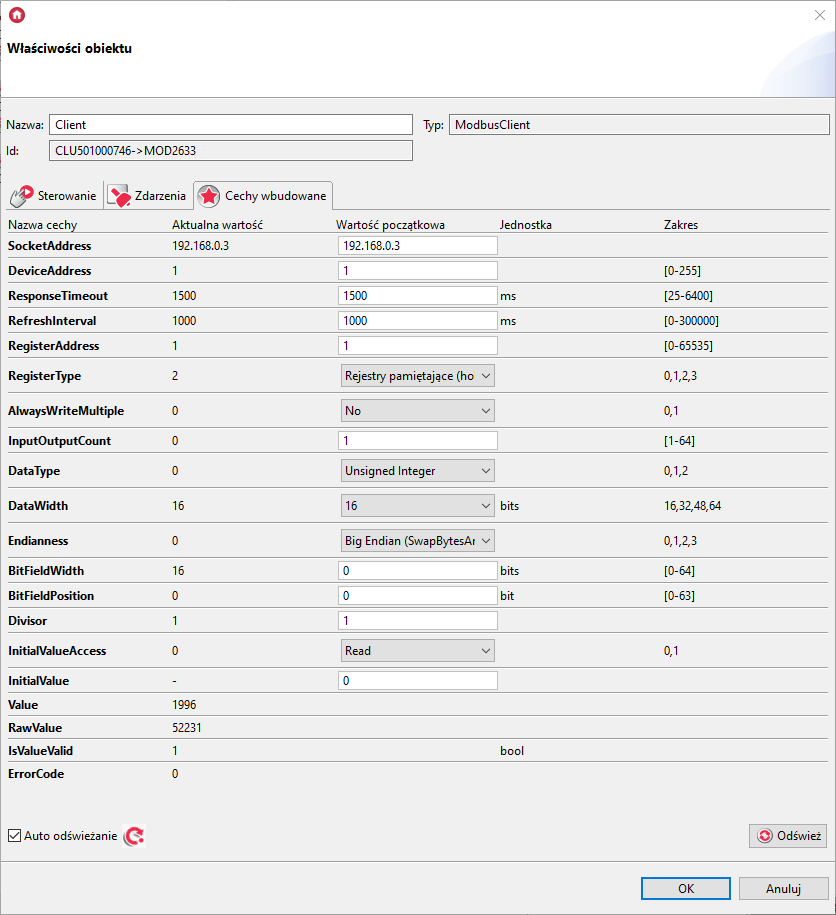 Właściwości obiektu
Nazwa: Client Typ: ModbusClient
Id: CLU501000746->MOD2633
Sterowanie Zdarzenia Cechy wbudowane
Nazwa cechy Aktualna wartość Wartość początkowa Jednostka Zakres
SocketAddress 192.168.0.3 192.168.0.3
DeviceAddress 1 1 [0-255]
ResponseTimeout 1500 1500 ms [25-6400]
RefreshInterval 1000 1000 ms [0-300000]
RegisterAddress 1 1 [0-65535]
RegisterType 2 Rejestry pamiętające (ho 0,1,2,3
AlwaysWriteMultiple 0 No 0,1
InputOutputCount 0 1 [1-64]
DataType 0 Unsigned Integer 0,1,2
DataWidth 16 16 bits 16,32,48,64
Endianness 0 Big Endian (SwapBytesAr 0,1,2,3
BitFieldWidth 16 0 bits [0-64]
BitFieldPosition 0 0 bit [0-63]
Divisor 1 1
InitialValueAccess 0 Read 0,1
InitialValue - 0
Value 1996
RawValue 52231
IsValueValid 1 bool
ErrorCode 0
Auto odświeżanie Odśwież
OK Anuluj